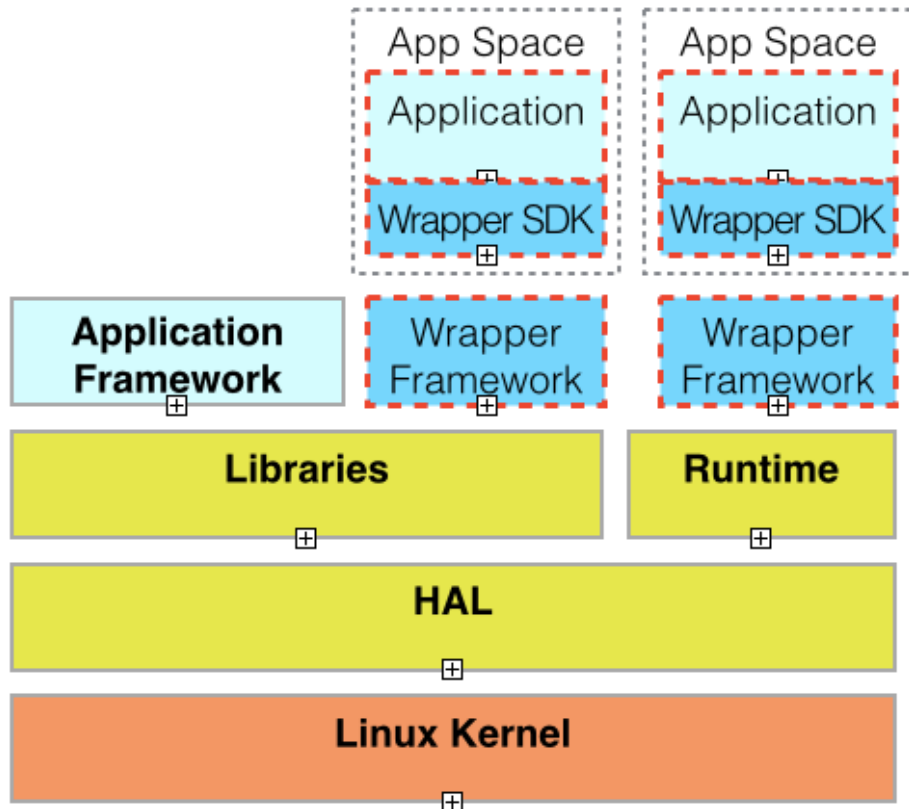 App Space
App Space
Application
Application
Wrapper SDK
Wrapper SDK
Application
Framework
Wrapper
Framework
Wrapper
Framework
Libraries
Runtime
HAL
Linux Kernel